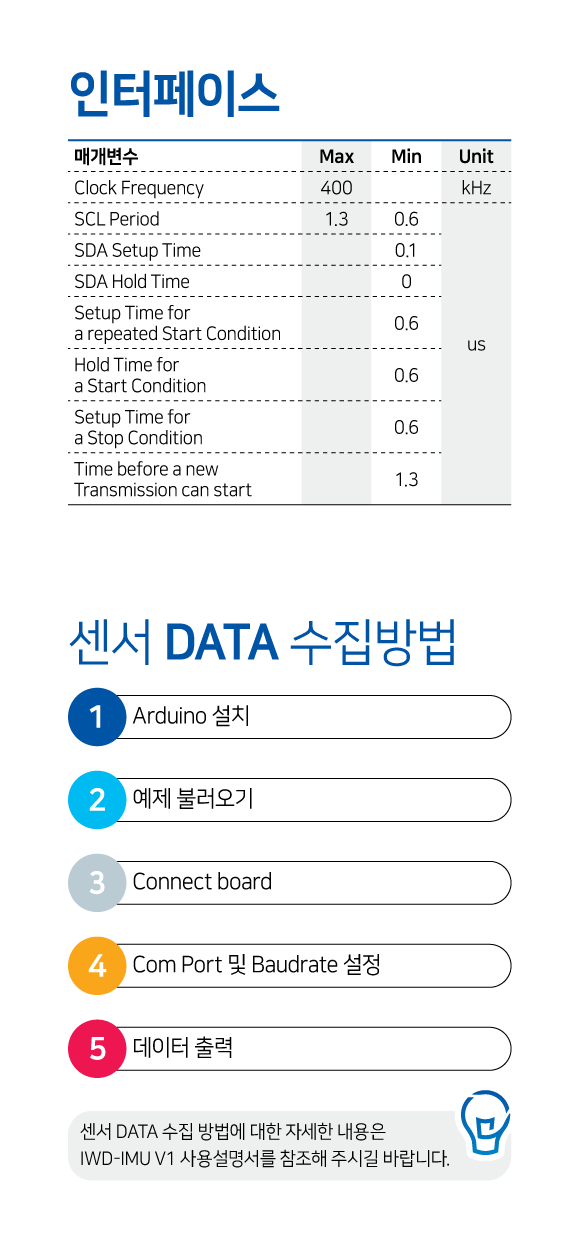 인터페이스
매개변수 Max Min Unit
Clock Frequency 400 kHz
SCL Period 1.3 0.6
SDA Setup Time 0.1
SDA Hold Time 0
Setup Time for
a repeated Start Condition 0.6
us
Hold Time for
a Start Condition 0.6
Setup Time for
a Stop Condition 0.6
Time before a new
Transmission can start 1.3
센서 DATA 수집방법
1 Arduino 설치
2 예제 불러오기
3 Connect board
4 Com Port 및 Baudrate 설정
5 데이터 출력
센서 DATA 수집 방법에 대한 자세한 내용은
IWD-IMU V1 사용설명서를 참조해 주시길 바랍니다.